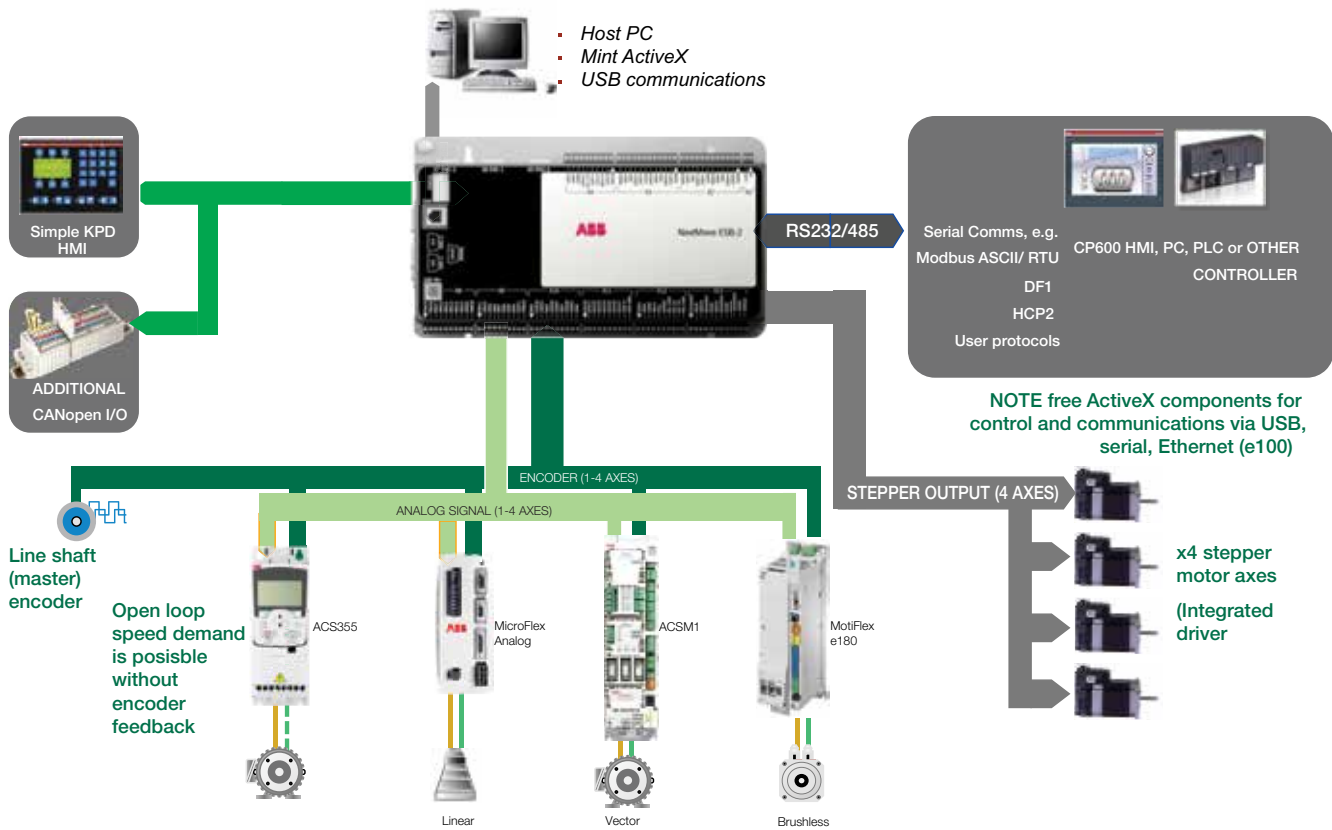 Host PC
Mint ActiveX
USB communications
Simple KPD
HMI
ADDITIONAL
CANopen I/O
ABB
NextMove ESB-2
RS232/485
Serial Comms, e.g.
Modbus ASCII/ RTU
DF1
HCP2
User protocols
CP600 HMI, PC, PLC or OTHER
CONTROLLER
NOTE free ActiveX components for
control and communications via USB,
serial, Ethernet (e100)
ENCODER (1-4 AXES)
ANALOG SIGNAL (1-4 AXES)
STEPPER OUTPUT (4 AXES)
Line shaft
(master)
encoder
Open loop
speed demand
is posisble
without
encoder
feedback
ACS355
ABB
MicroFlex
Analog
ACSM1
MotiFlex
e180
x4 stepper
motor axes
(Integrated
driver
Linear
Vector
Brushless